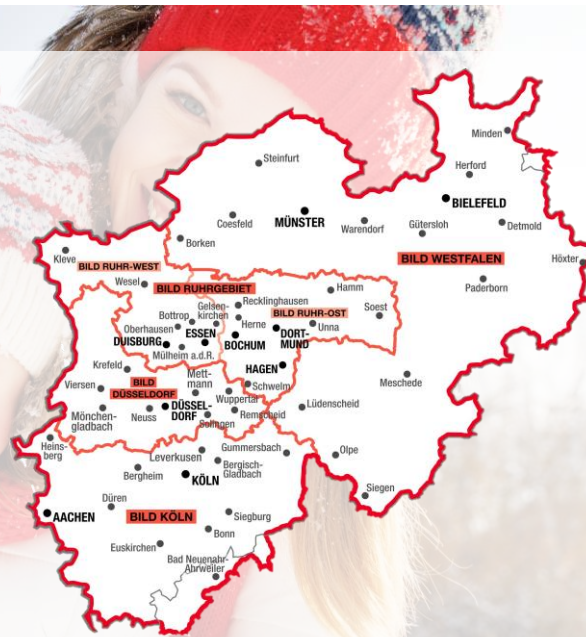 Minden
Steinfurt
Herford
BIELEFELD
Coesfeld
MÜNSTER
Warendorf
Gütersloh
Detmold
Borken
Kleve
BILD RUHR-WEST
BILD WESTFALEN
Höxter
Wesel
BILD RUHRGEBIET
Hamm
Paderborn
Recklinghausen
Gelsen-
kirchen
Bottrop
BILD RUHR-OST
Soest
Oberhausen
ESSEN
Herne
DORT-
MUND
Unna
DUISBURG
Mülheim a.d.R.
BOCHUM
HAGEN
Krefeld
Mett-
mann
Schwelm
Meschede
Viersen
BILD
DÜSSELDORF
Wuppertal
Lüdenscheid
Mönchen-
gladbach
Neuss
DÜSSEL-
DORF
Solingen
Remscheid
Heins-
berg
Leverkusen
Gummersbach
Olpe
Bergheim
KÖLN
Bergisch-
Gladbach
Siegen
Düren
AACHEN
BILD KÖLN
Siegburg
Bonn
Euskirchen
Bad Neuenahr-
Ahrweiler